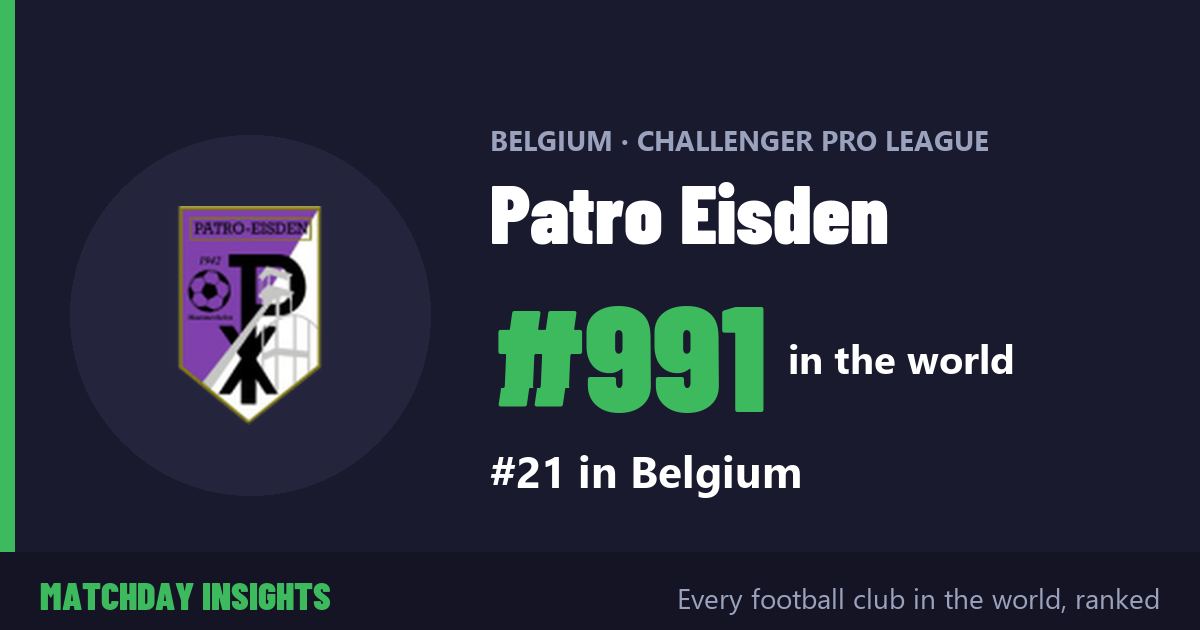 BELGIUM · CHALLENGER PRO LEAGUE
Patro Eisden
#991 in the world
#21 in Belgium
PATRO-EISDEN
1942
MATCHDAY INSIGHTS
Every football club in the world, ranked